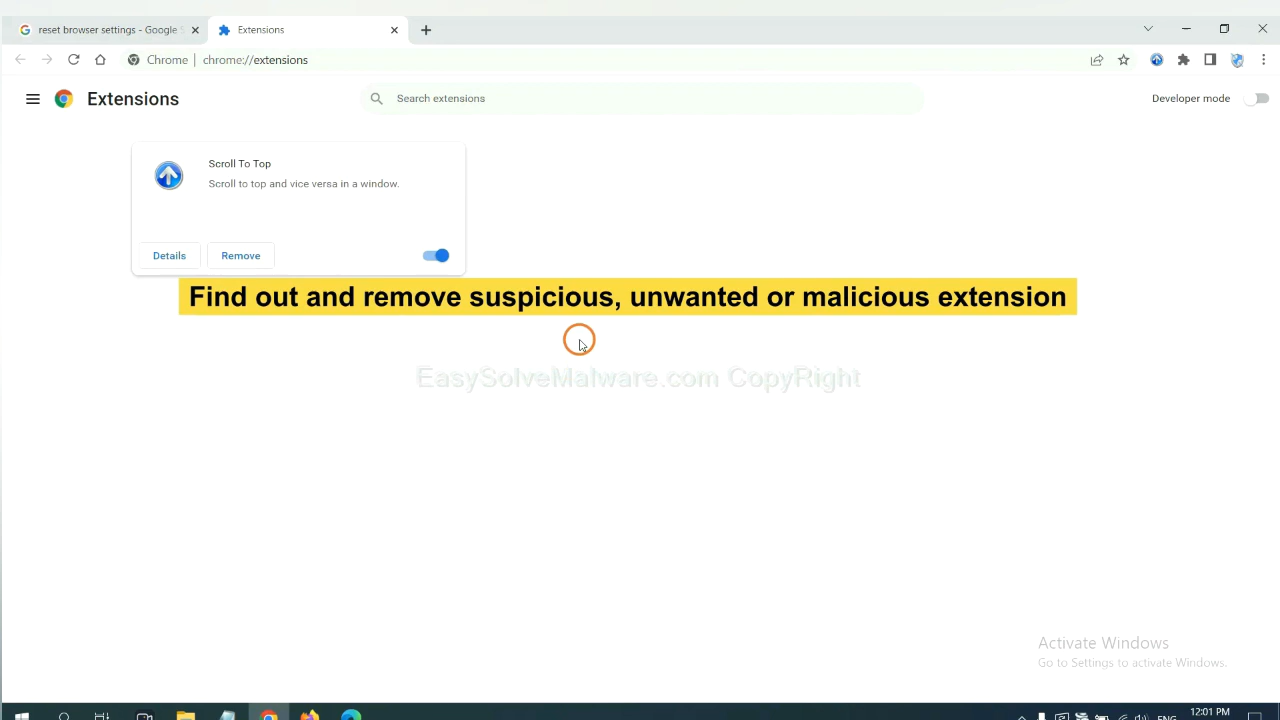 reset browser settings - Google
Extensions
Chrome
chrome://extensions
Extensions
Search extensions
Developer mode
Scroll To Top
Scroll to top and vice versa in a window.
Details
Remove
Find out and remove suspicious, unwanted or malicious extension
EasySolveMalware.com CopyRight
Activate Windows
Go to Settings to activate Windows.
ENG
12:01 PM